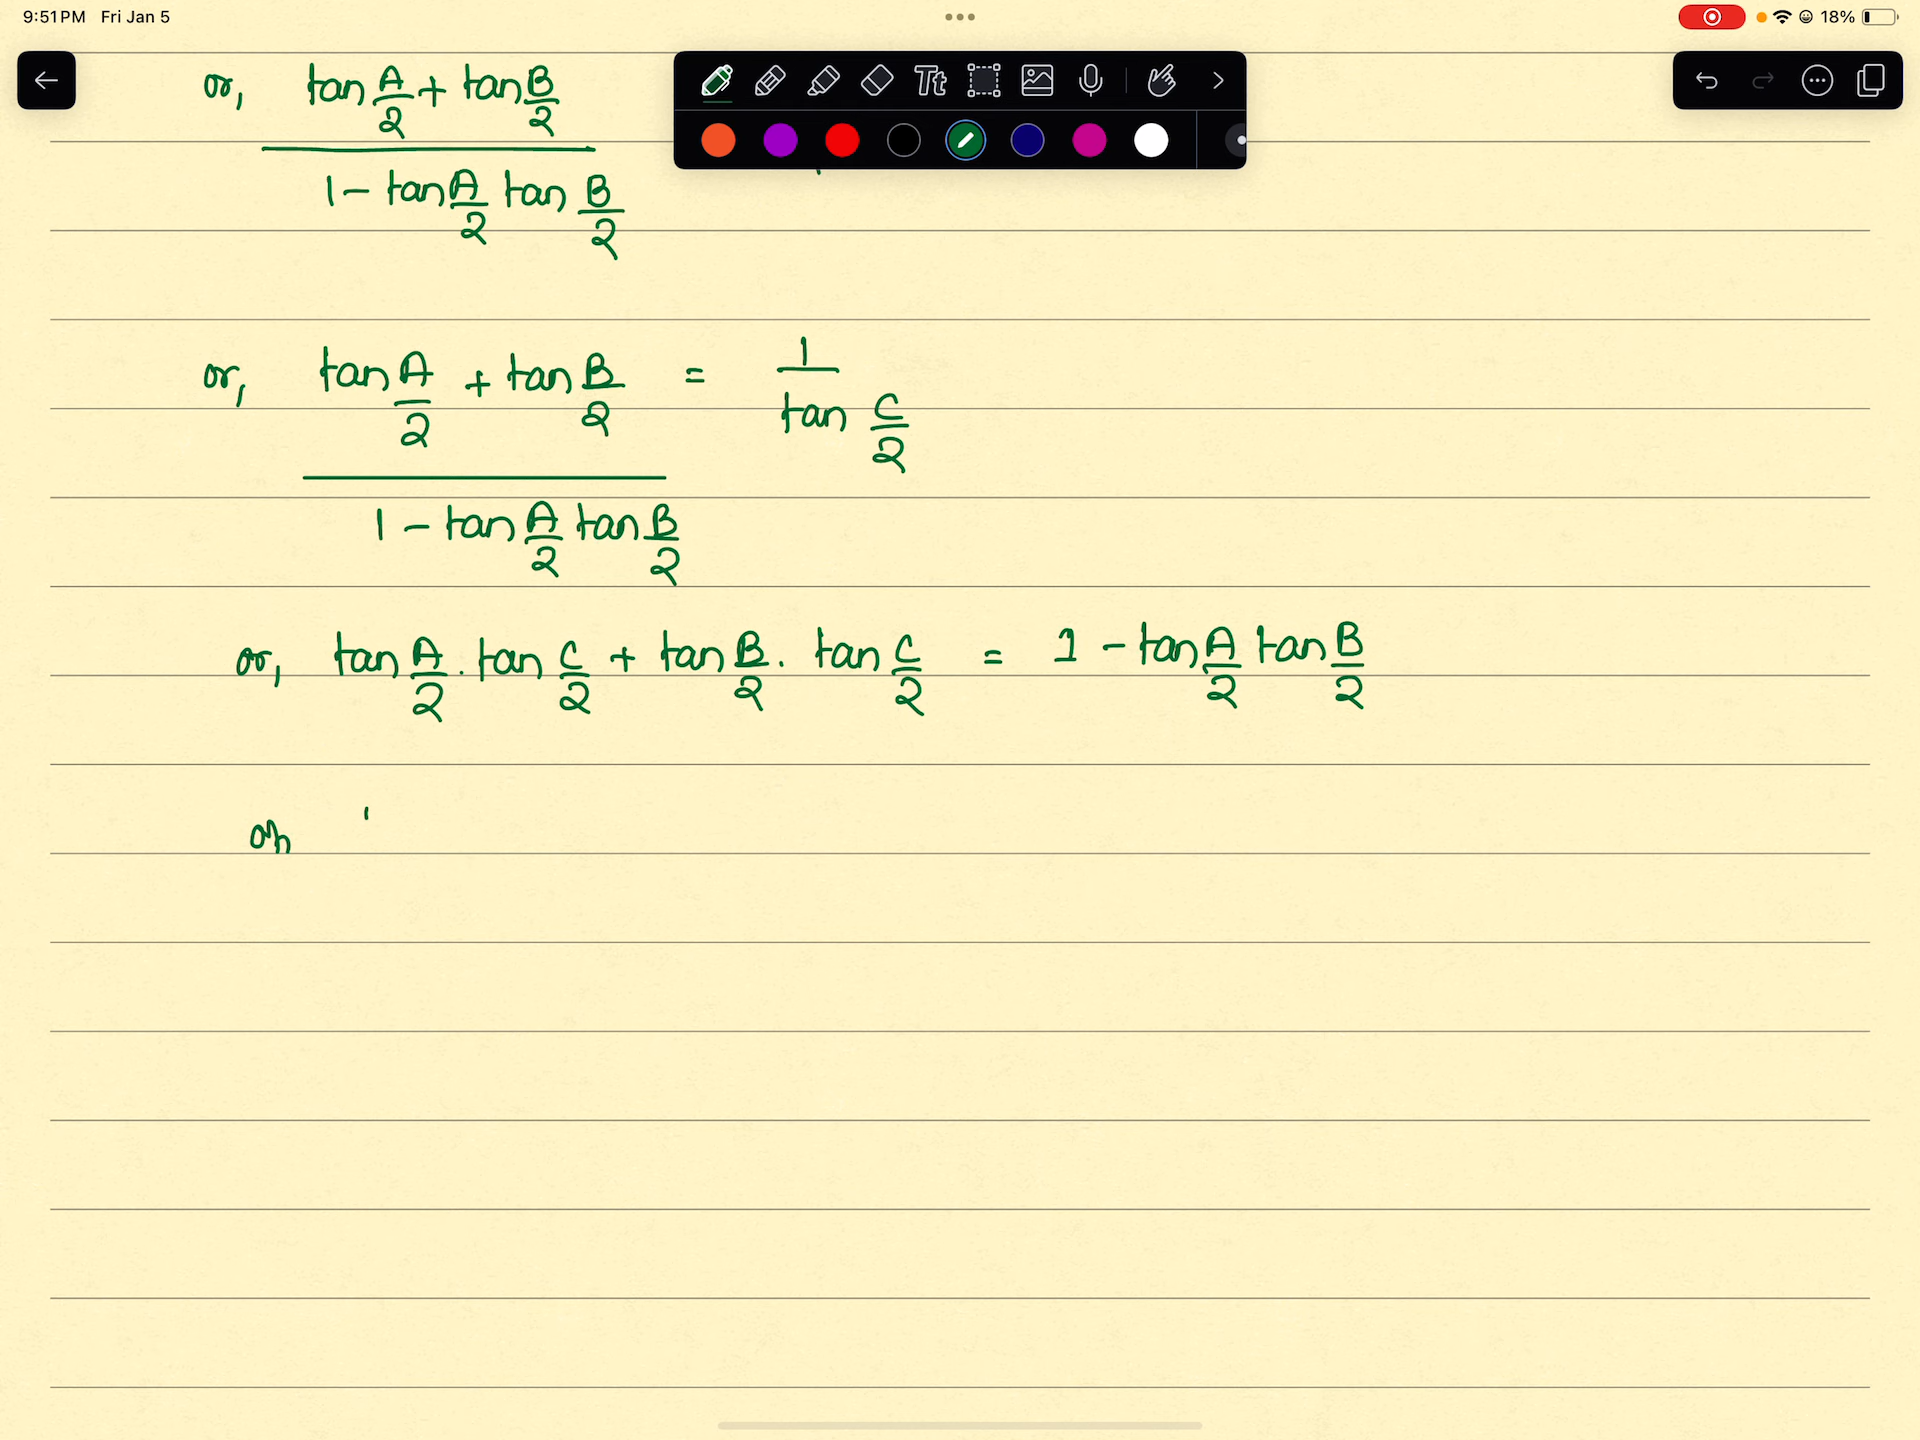 9:51 PM Fri Jan 5
18%
Tt
or, tan A/2 + tan B/2
1 - tan A/2 tan B/2
or, tan A/2 + tan B/2 = 1 / tan C/2
1 - tan A/2 tan B/2
or, tan A/2 . tan C/2 + tan B/2 . tan C/2 = 1 - tan A/2 tan B/2
or,